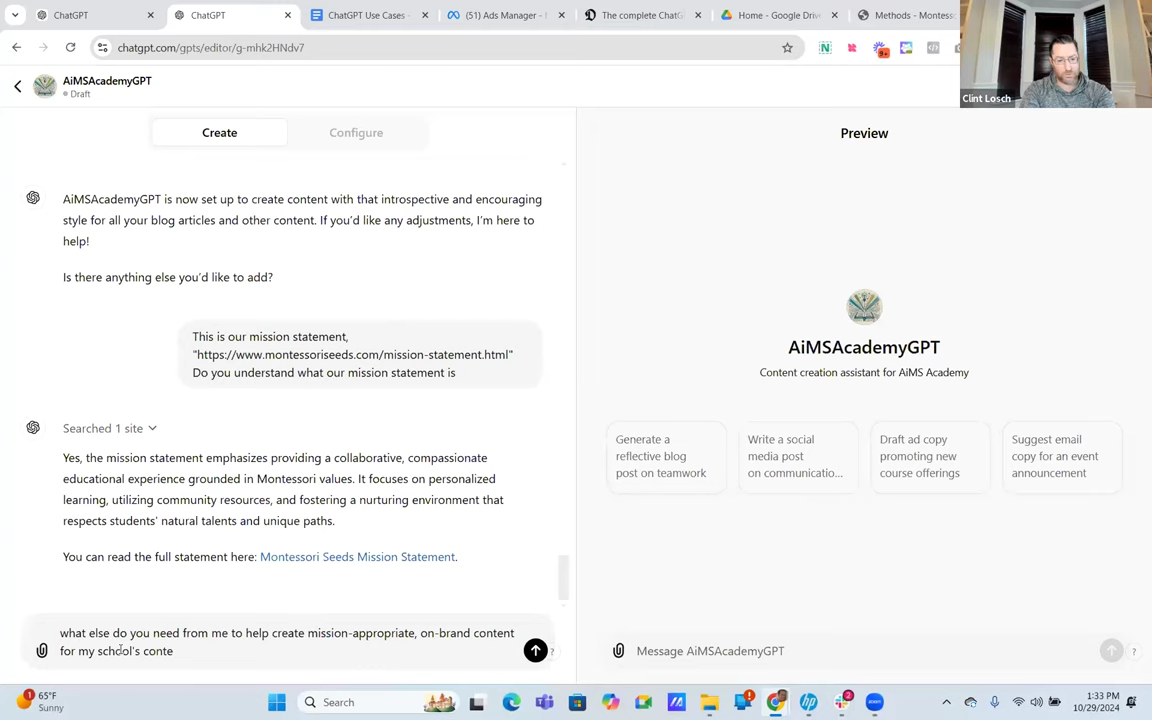 ChatGPT
ChatGPT
ChatGPT Use Cases -
(51) Ads Manager -
The complete ChatG
Home - Google Driv
Methods - Montess
chatgpt.com/gpts/editor/g-mhk2HNdv7
9+
Clint Losch
AiMSAcademyGPT
Draft
Create
Configure
Preview
AiMSAcademyGPT is now set up to create content with that introspective and encouraging
style for all your blog articles and other content. If you'd like any adjustments, I'm here to
help!
Is there anything else you'd like to add?
This is our mission statement,
"https://www.montessoriseeds.com/mission-statement.html"
Do you understand what our mission statement is
Searched 1 site
Yes, the mission statement emphasizes providing a collaborative, compassionate
educational experience grounded in Montessori values. It focuses on personalized
learning, utilizing community resources, and fostering a nurturing environment that
respects students' natural talents and unique paths.
You can read the full statement here: Montessori Seeds Mission Statement.
what else do you need from me to help create mission-appropriate, on-brand content
for my school's conte
?
AiMSAcademyGPT
Content creation assistant for AiMS Academy
Generate a
reflective blog
post on teamwork
Write a social
media post
on communicatio...
Draft ad copy
promoting new
course offerings
Suggest email
copy for an event
announcement
Message AiMSAcademyGPT
?
1
65°F
Sunny
Search
1
2
zoom
1:33 PM
10/29/2024